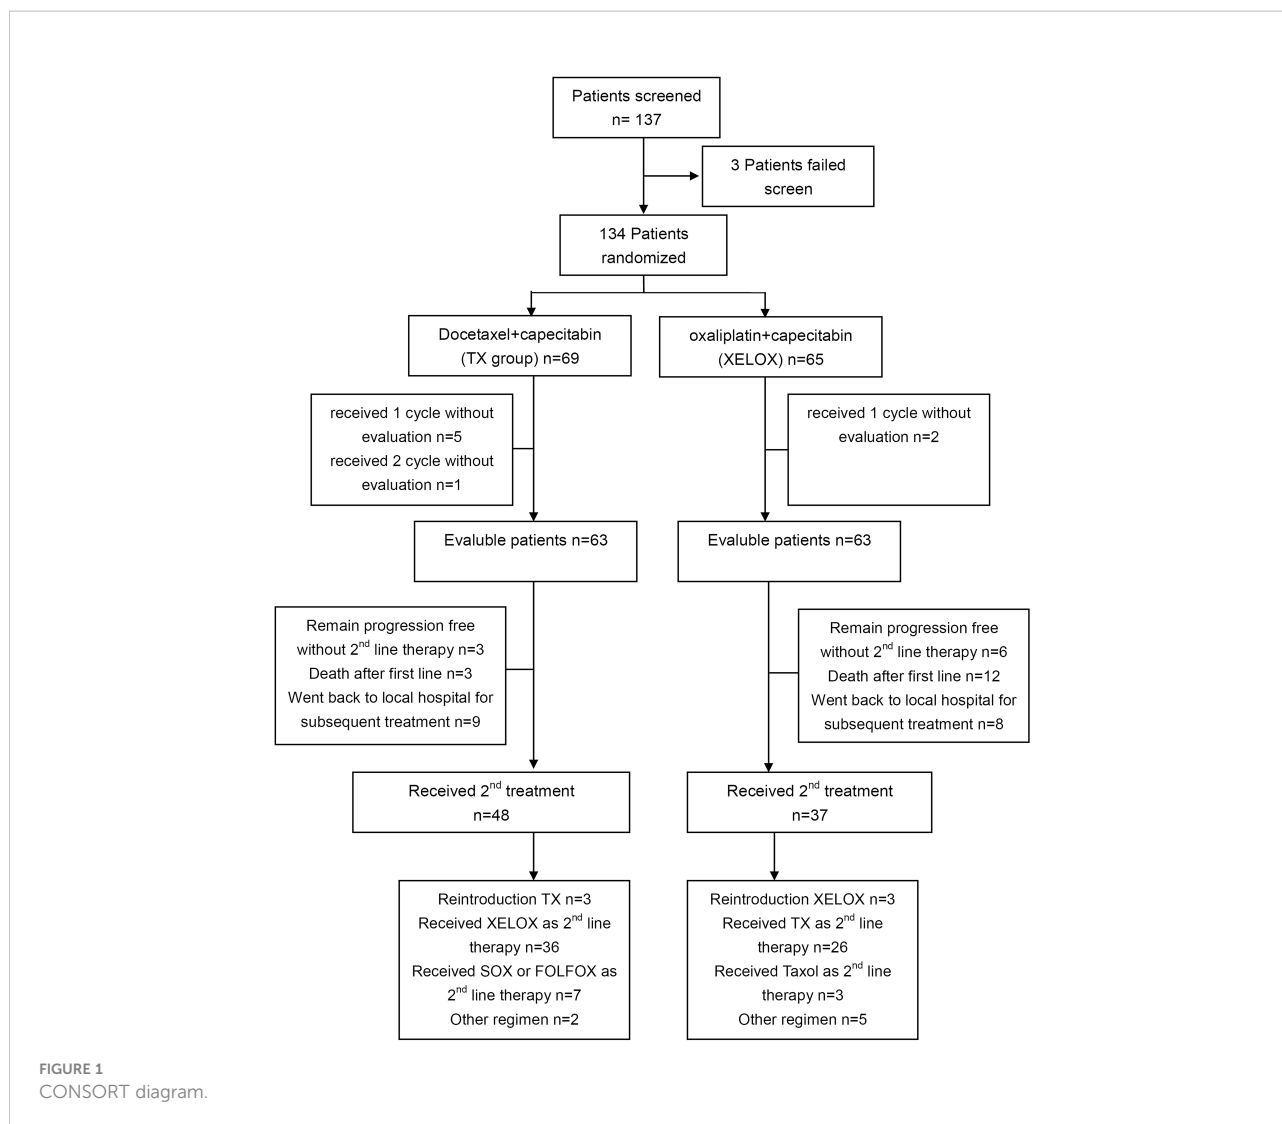 Patients screened
n= 137
3 Patients failed
screen
134 Patients
randomized
Docetaxel+capecitabin
(TX group) n=69
oxaliplatin+capecitabin
(XELOX) n=65
received 1 cycle without
evaluation n=5
received 2 cycle without
evaluation n=1
received 1 cycle without
evaluation n=2
Evaluble patients n=63
Evaluble patients n=63
Remain progression free
without 2nd line therapy n=3
Death after first line n=3
Went back to local hospital for
subsequent treatment n=9
Remain progression free
without 2nd line therapy n=6
Death after first line n=12
Went back to local hospital for
subsequent treatment n=8
Received 2nd treatment
n=48
Received 2nd treatment
n=37
Reintroduction TX n=3
Received XELOX as 2nd line
therapy n=36
Received SOX or FOLFOX as
2nd line therapy n=7
Other regimen n=2
Reintroduction XELOX n=3
Received TX as 2nd line
therapy n=26
Received Taxol as 2nd line
therapy n=3
Other regimen n=5
FIGURE 1
CONSORT diagram.